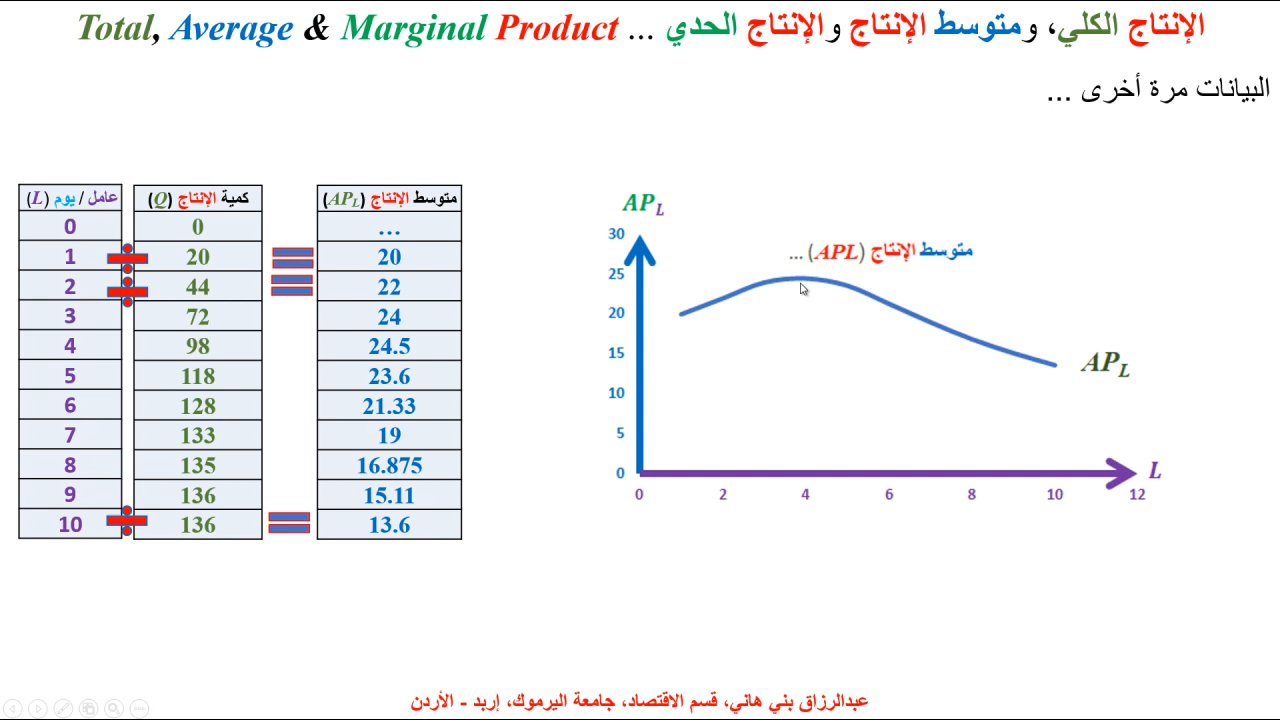 الإنتاج الكلي، ومتوسط الإنتاج والإنتاج الحدي ... Total, Average & Marginal Product
البيانات مرة أخرى ...
عامل / يوم (L) كمية الإنتاج (Q) متوسط الإنتاج (APL)
0 0 ...
1 ÷ 20 = 20
2 ÷ 44 = 22
3 72 24
4 98 24.5
5 118 23.6
6 128 21.33
7 133 19
8 135 16.875
9 136 15.11
10 ÷ 136 = 13.6
APL
متوسط الإنتاج (APL) ...
30
25
20
15
10
5
0
APL
L
0 2 4 6 8 10 12
عبدالرزاق بني هاني، قسم الاقتصاد، جامعة اليرموك، إربد - الأردن